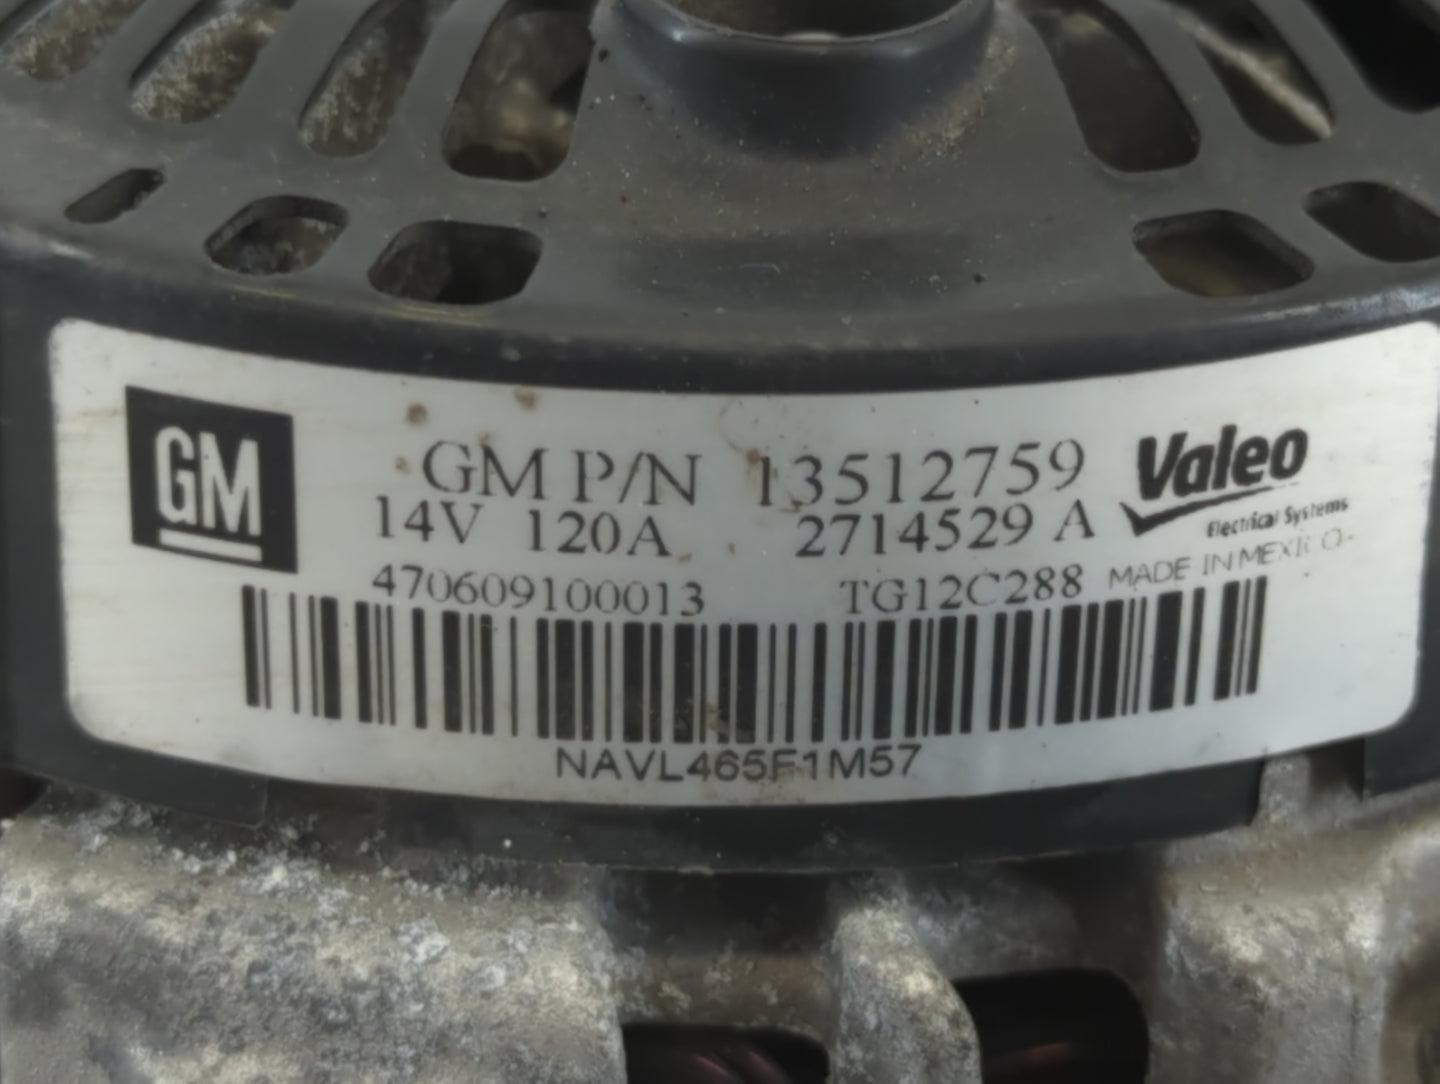 GM
GM P/N 13512759
14V 120A 2714529 A
Valeo
Electrical Systems
470609100013 TG12C288 MADE IN MEXICO
NAVL465F1M57